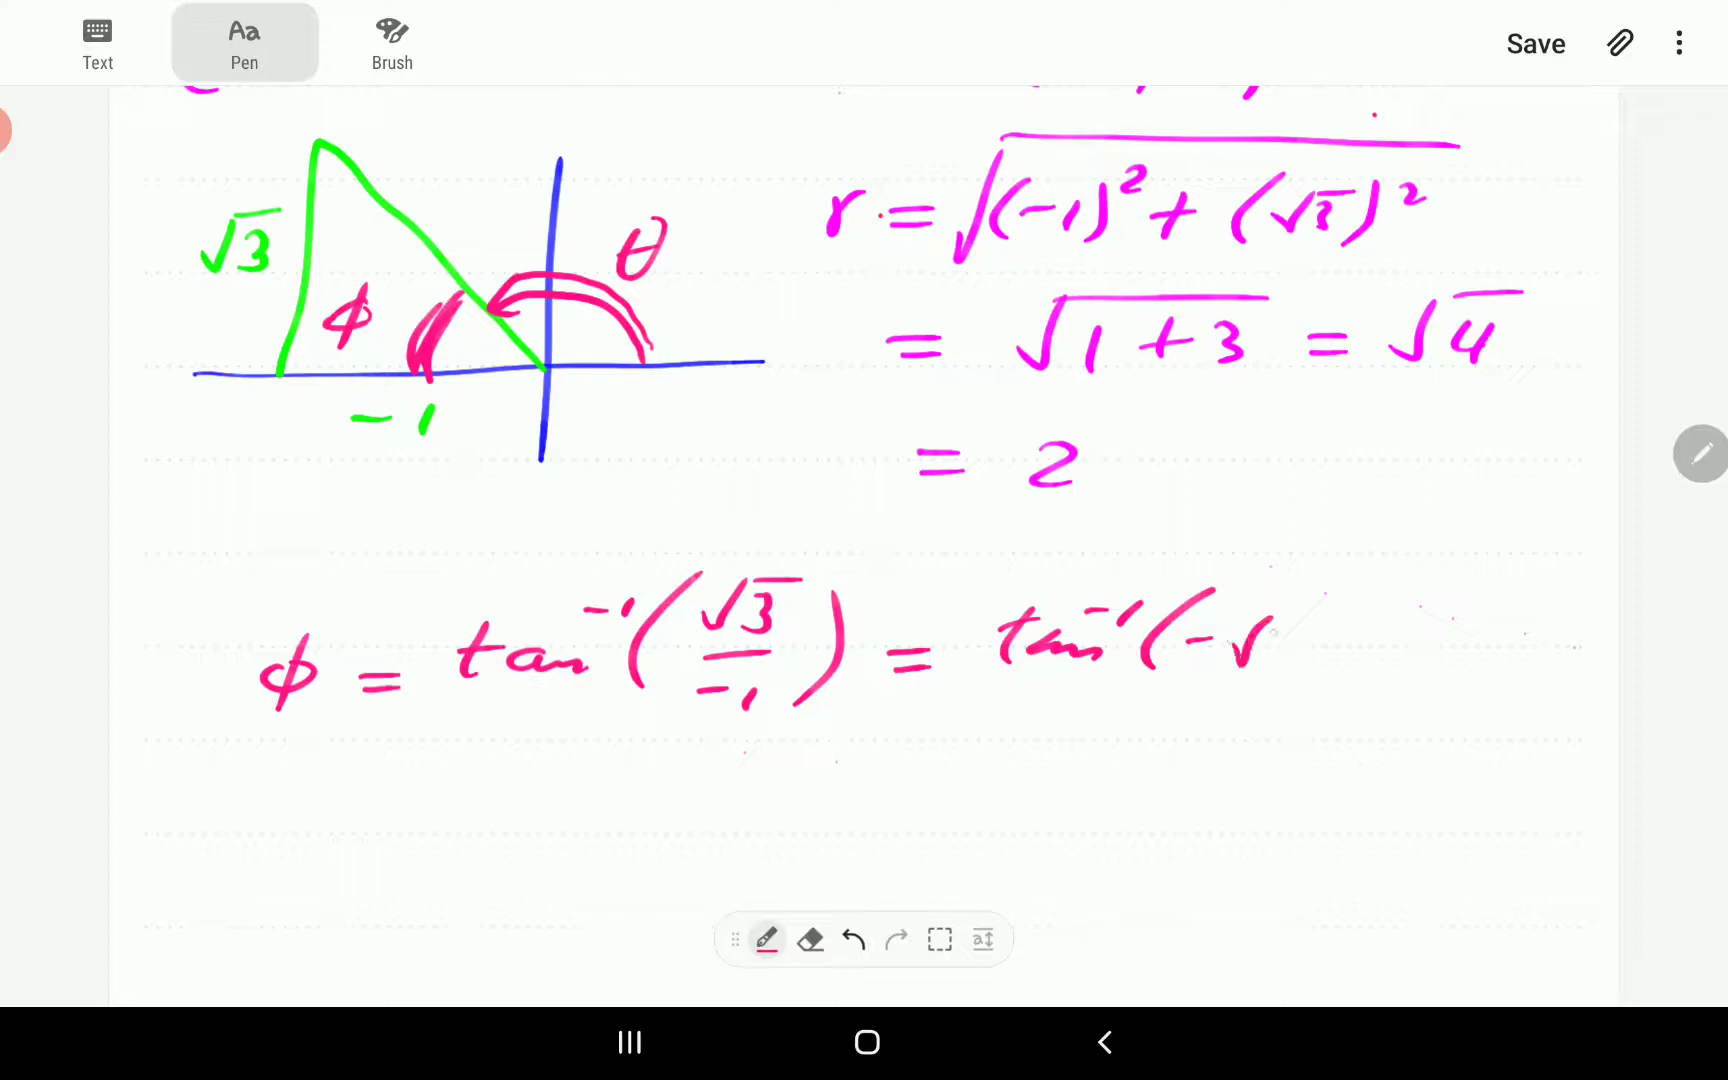 Text
Aa
Pen
Brush
Save
r = √((-1)² + (√3)²)
= √(1 + 3) = √4
= 2
√3
ϕ
θ
-1
ϕ = tan⁻¹(√3/-1) = tan⁻¹(-√